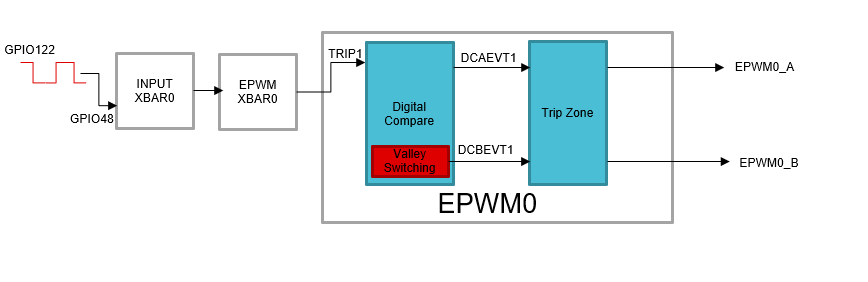 GPIO122
GPIO48
INPUT
XBAR0
EPWM
XBAR0
TRIP1
Digital
Compare
Valley
Switching
DCAEVT1
DCBEVT1
Trip Zone
EPWM0_A
EPWM0_B
EPWM0